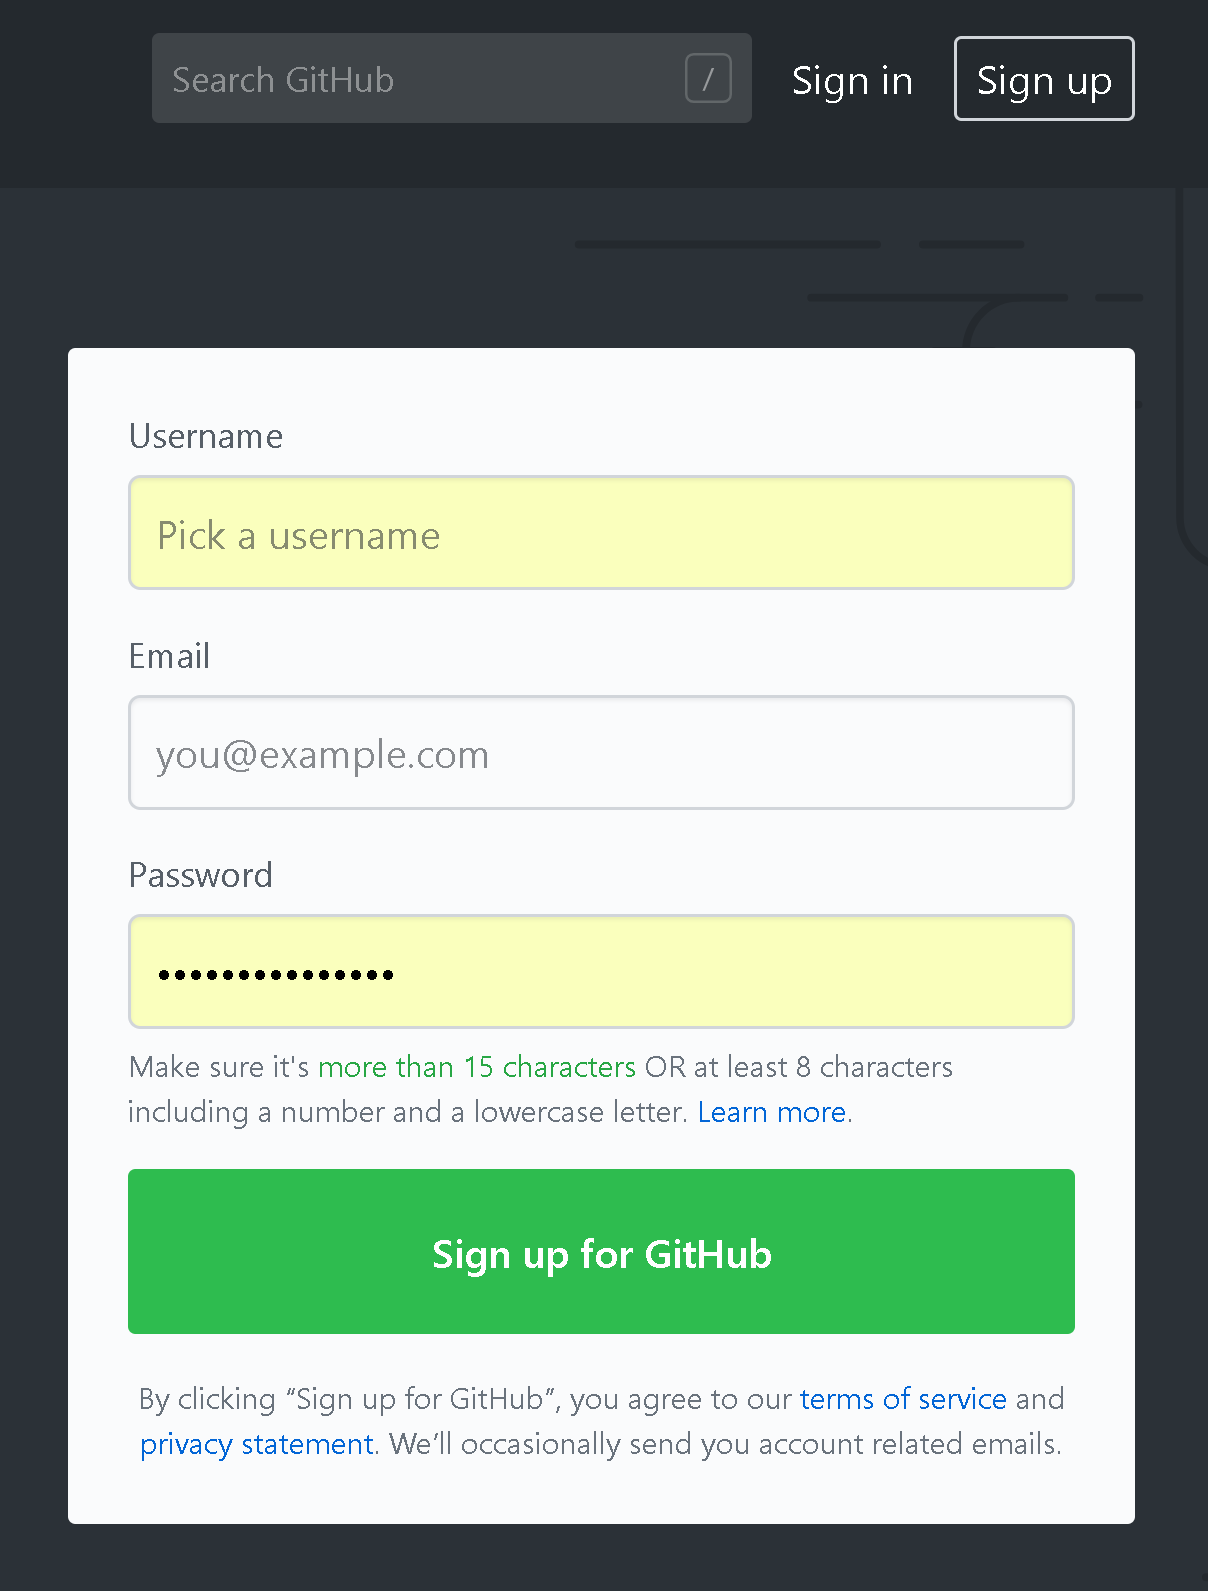 Search GitHub / Sign in Sign up
Username
Pick a username
Email
you@example.com
Password
•••••••••••••••
Make sure it's more than 15 characters OR at least 8 characters
including a number and a lowercase letter. Learn more.
Sign up for GitHub
By clicking “Sign up for GitHub”, you agree to our terms of service and
privacy statement. We’ll occasionally send you account related emails.